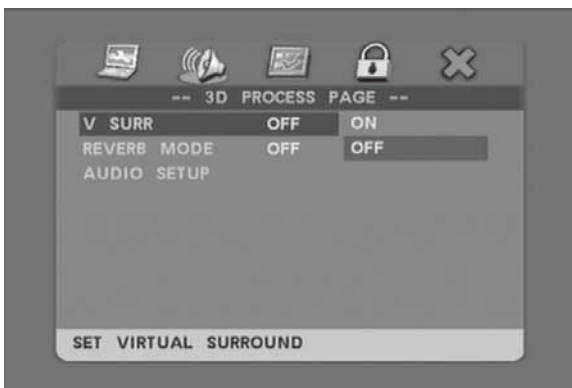 -- 3D PROCESS PAGE --
V SURR OFF ON
REVERB MODE OFF OFF
AUDIO SETUP
SET VIRTUAL SURROUND